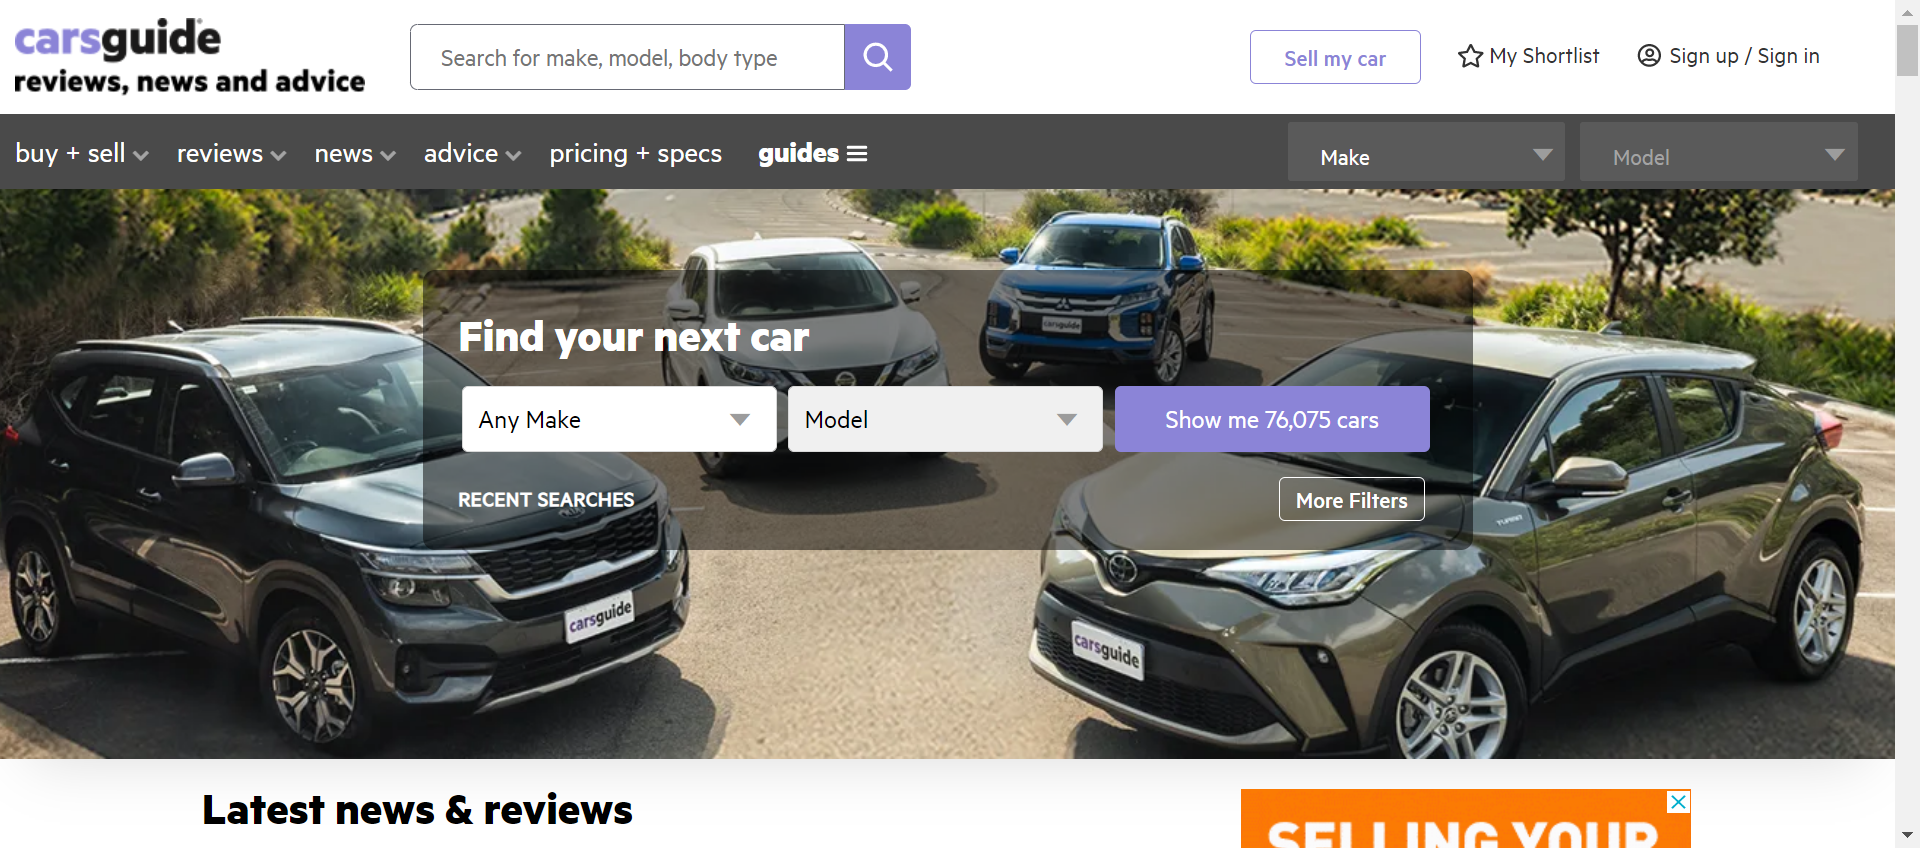 carsguide
reviews, news and advice
Search for make, model, body type
Sell my car
My Shortlist
Sign up / Sign in
buy + sell
reviews
news
advice
pricing + specs
guides
Make
Model
Find your next car
Any Make
Model
Show me 76,075 cars
RECENT SEARCHES
More Filters
carsguide
carsguide
carsguide
Latest news & reviews
SELLING YOUR